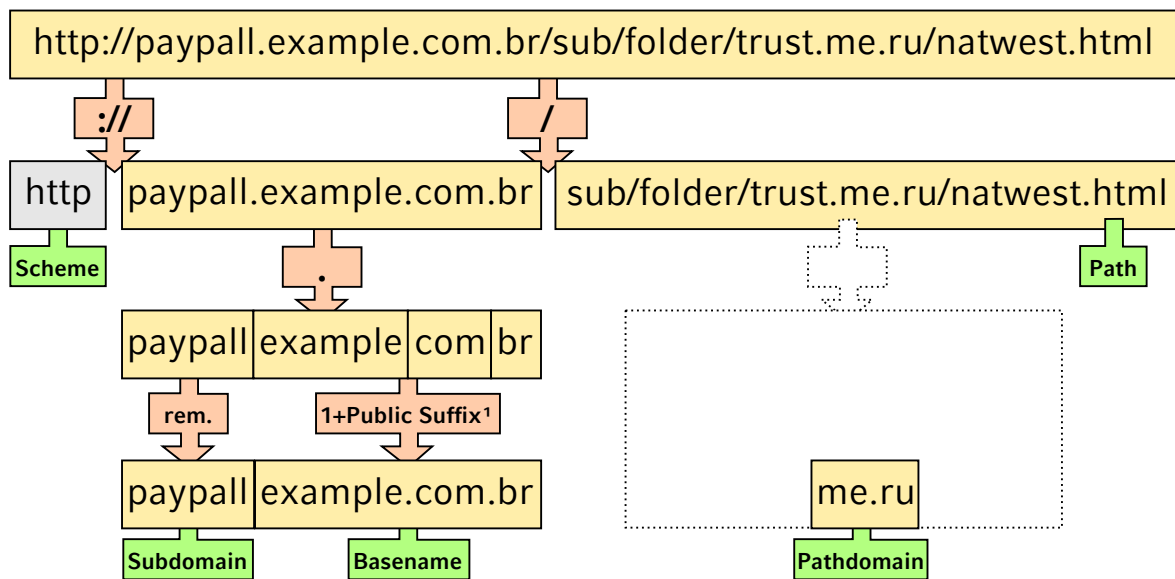 http://paypall.example.com.br/sub/folder/trust.me.ru/natwest.html
:// /
http paypall.example.com.br sub/folder/trust.me.ru/natwest.html
Scheme . Path
paypall example com br
rem. 1+Public Suffix¹
paypall example.com.br me.ru
Subdomain Basename Pathdomain